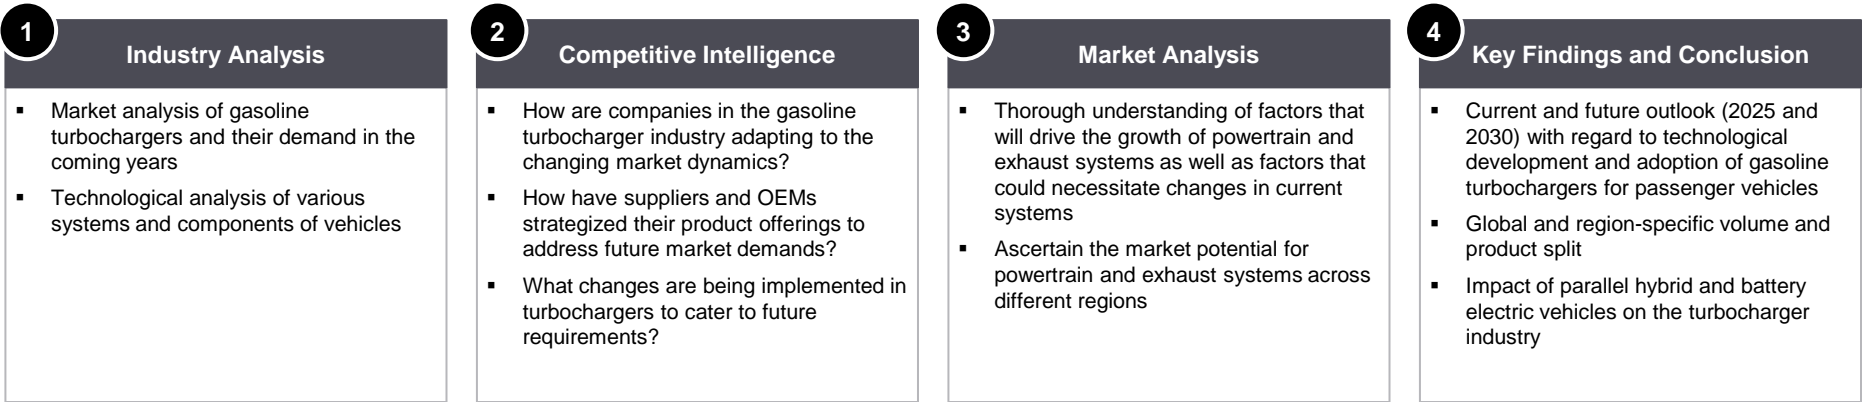 1
Industry Analysis
▪ Market analysis of gasoline
turbochargers and their demand in the
coming years
▪ Technological analysis of various
systems and components of vehicles
2
Competitive Intelligence
▪ How are companies in the gasoline
turbocharger industry adapting to the
changing market dynamics?
▪ How have suppliers and OEMs
strategized their product offerings to
address future market demands?
▪ What changes are being implemented in
turbochargers to cater to future
requirements?
3
Market Analysis
▪ Thorough understanding of factors that
will drive the growth of powertrain and
exhaust systems as well as factors that
could necessitate changes in current
systems
▪ Ascertain the market potential for
powertrain and exhaust systems across
different regions
4
Key Findings and Conclusion
▪ Current and future outlook (2025 and
2030) with regard to technological
development and adoption of gasoline
turbochargers for passenger vehicles
▪ Global and region-specific volume and
product split
▪ Impact of parallel hybrid and battery
electric vehicles on the turbocharger
industry